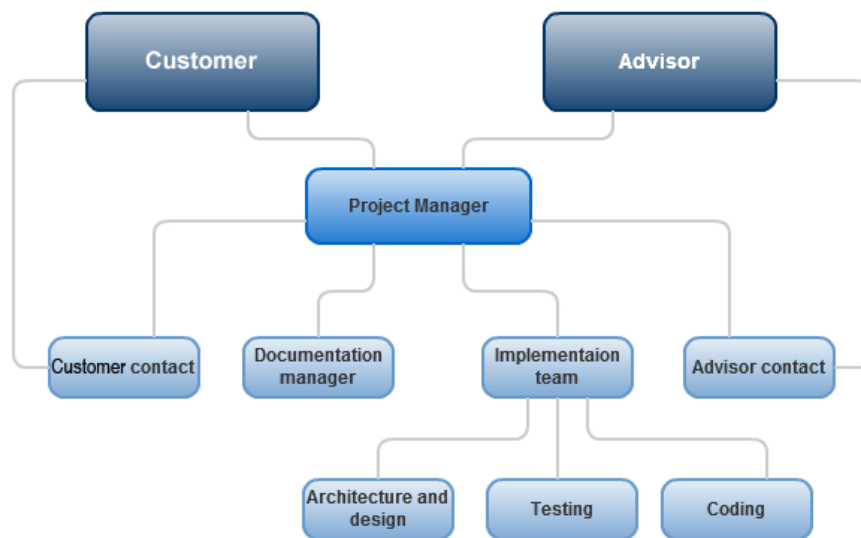 Customer
Advisor
Project Manager
Customer contact
Documentation
manager
Implementaion
team
Advisor contact
Architecture and
design
Testing
Coding